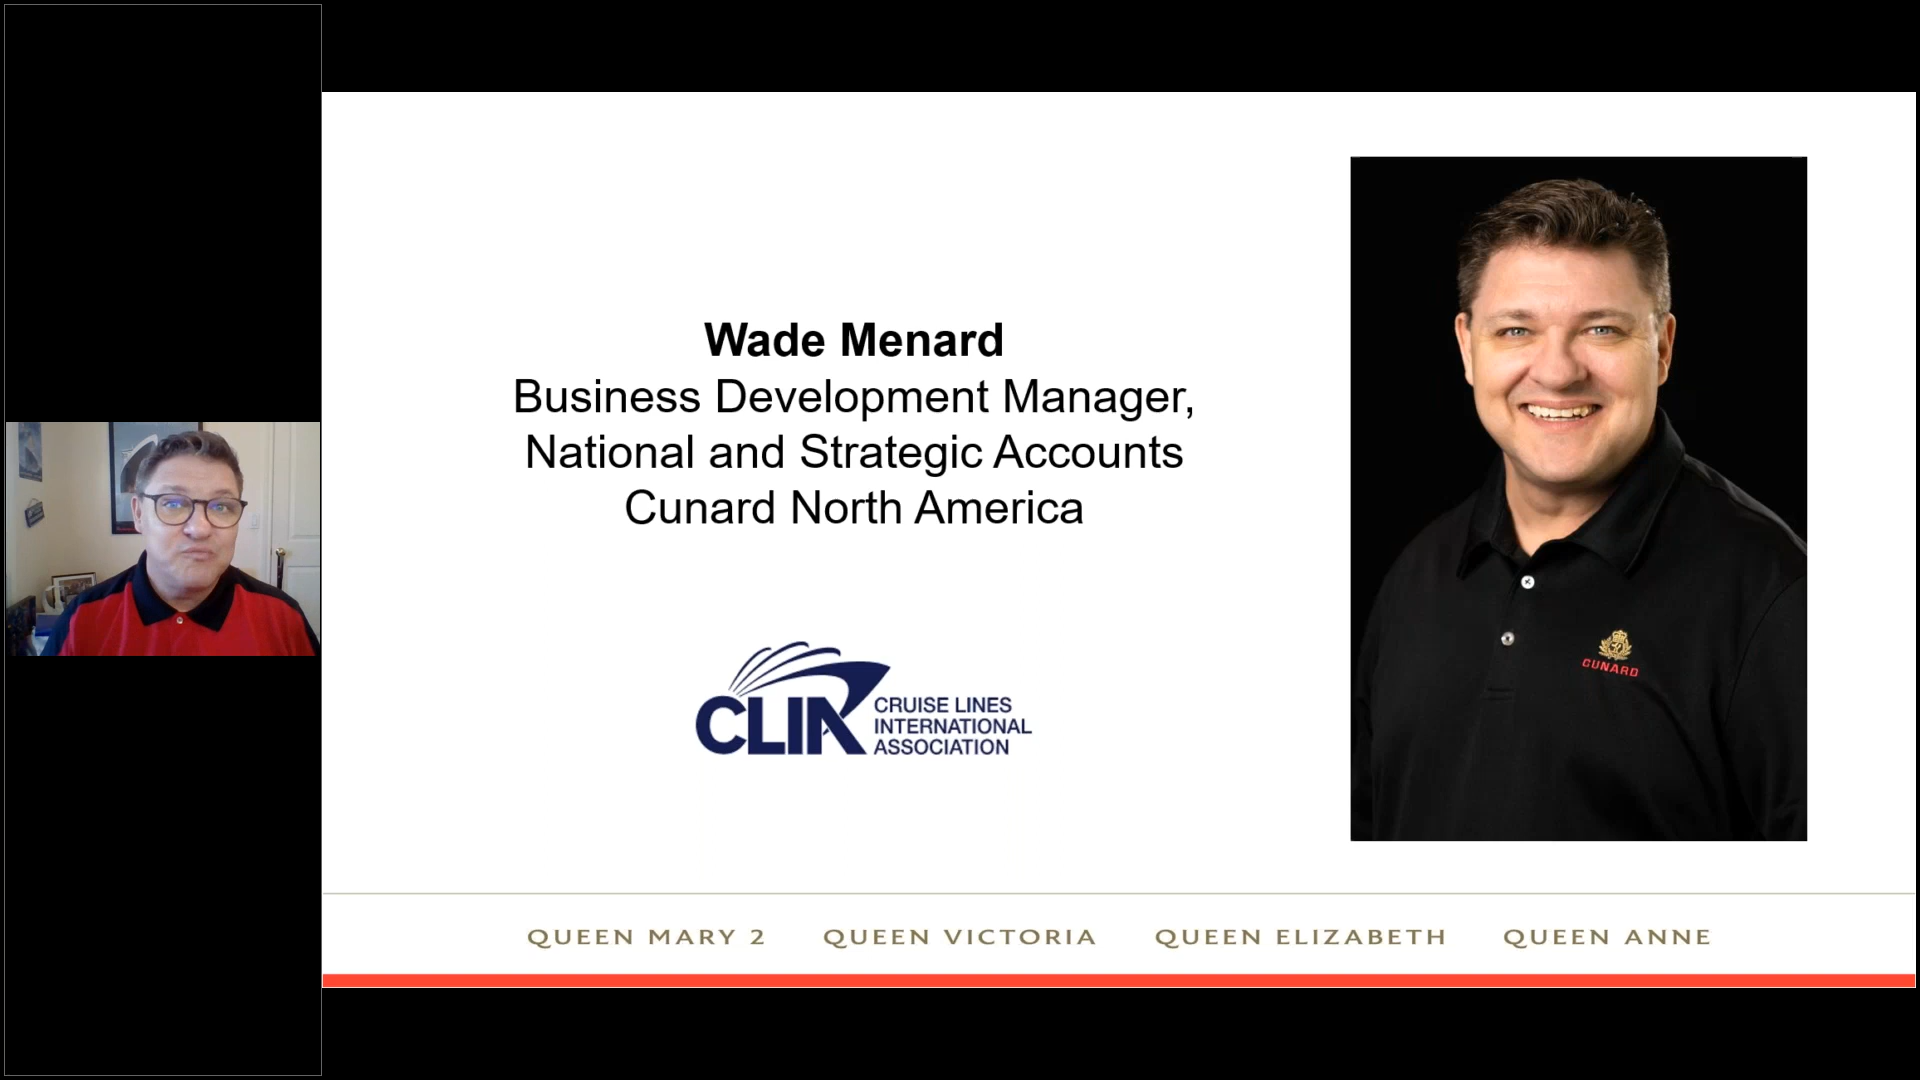 Wade Menard
Business Development Manager,
National and Strategic Accounts
Cunard North America
CLIA
CRUISE LINES
INTERNATIONAL
ASSOCIATION
CUNARD
QUEEN MARY 2 QUEEN VICTORIA QUEEN ELIZABETH QUEEN ANNE